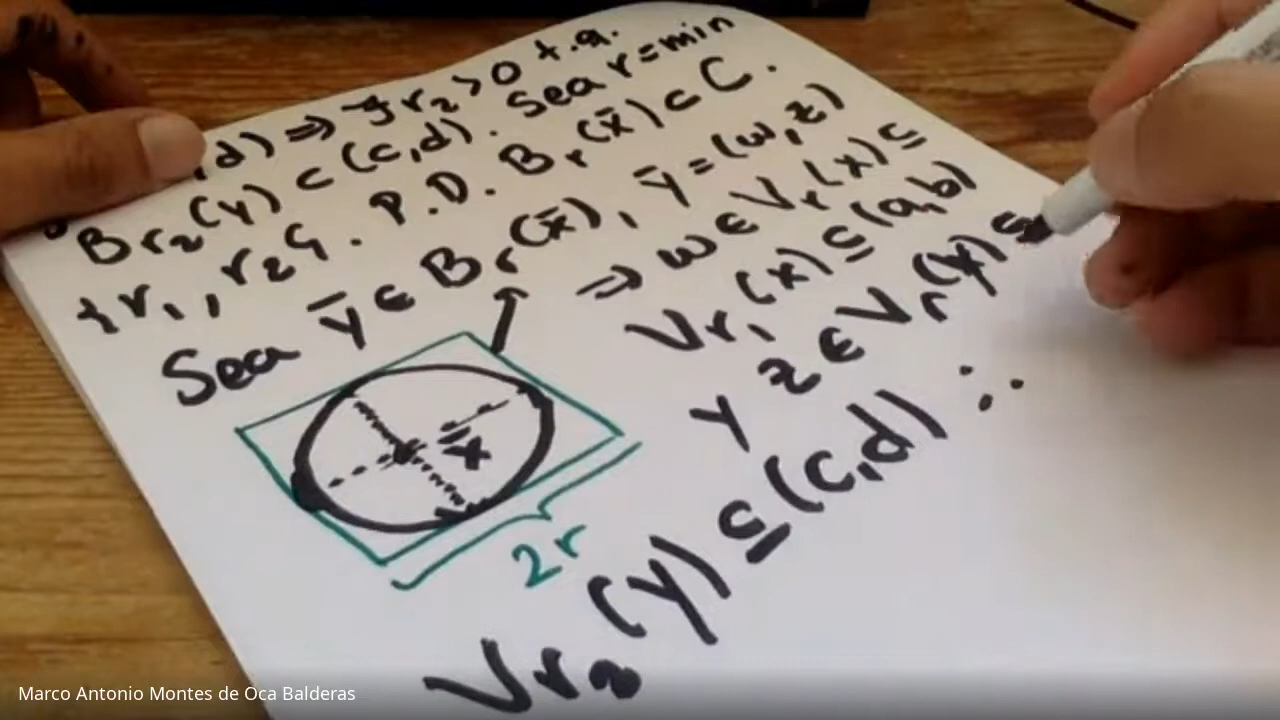 ,d) ⇒ ∃ r₂ > 0 t.q.
Br₂(y) ⊂ (c,d). Sea r = min
{r₁, r₂}. P.D. Br(x̄) ⊂ C.
Sea ȳ ∈ Br(x̄), ȳ = (w, z)
⇒ w ∈ Vr(x) ⊆
Vr₁(x) ⊆ (a,b)
y z ∈ Vr(y) ⊆
Vr₂(y) ⊆ (c,d) ∴
x̄
2r
Marco Antonio Montes de Oca Balderas